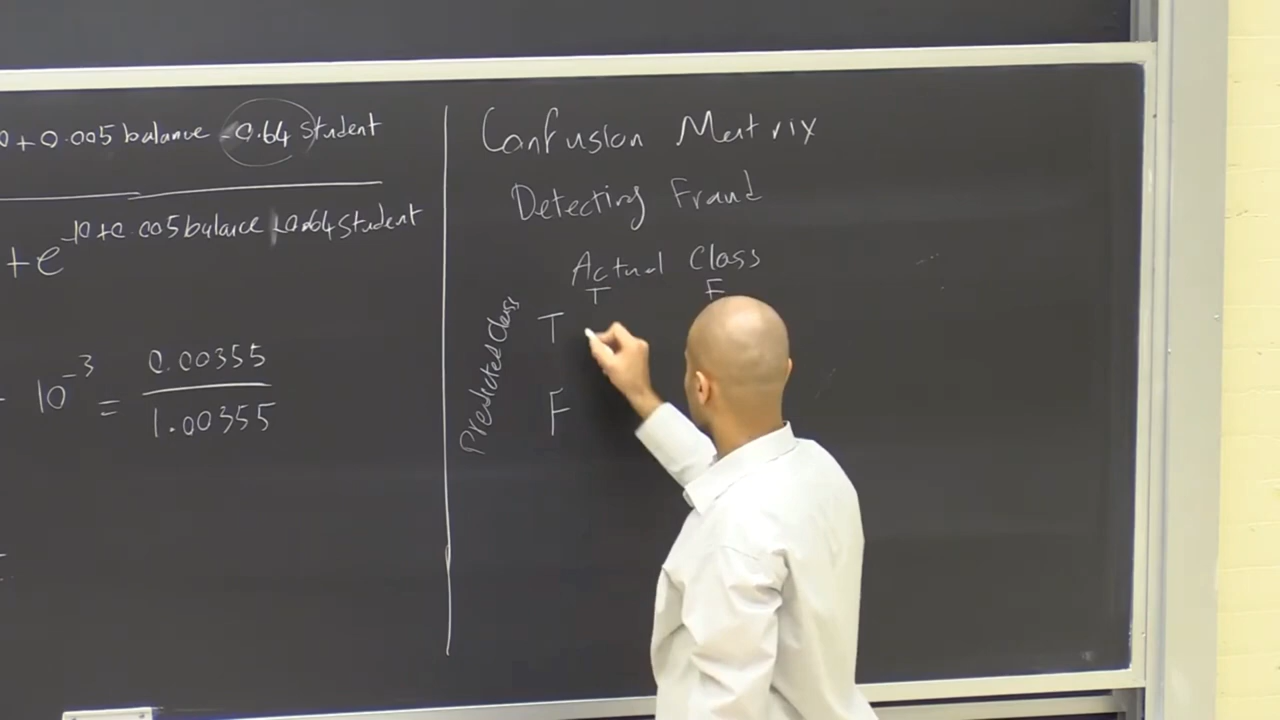 + 0.005 balance - 0.64 student
+ e^-10 + 0.005 balance - 0.64 student
10^-3 = 0.00355
1.00355
Confusion Matrix
Detecting Fraud
Actual Class
T F
Predicted Class
T
F